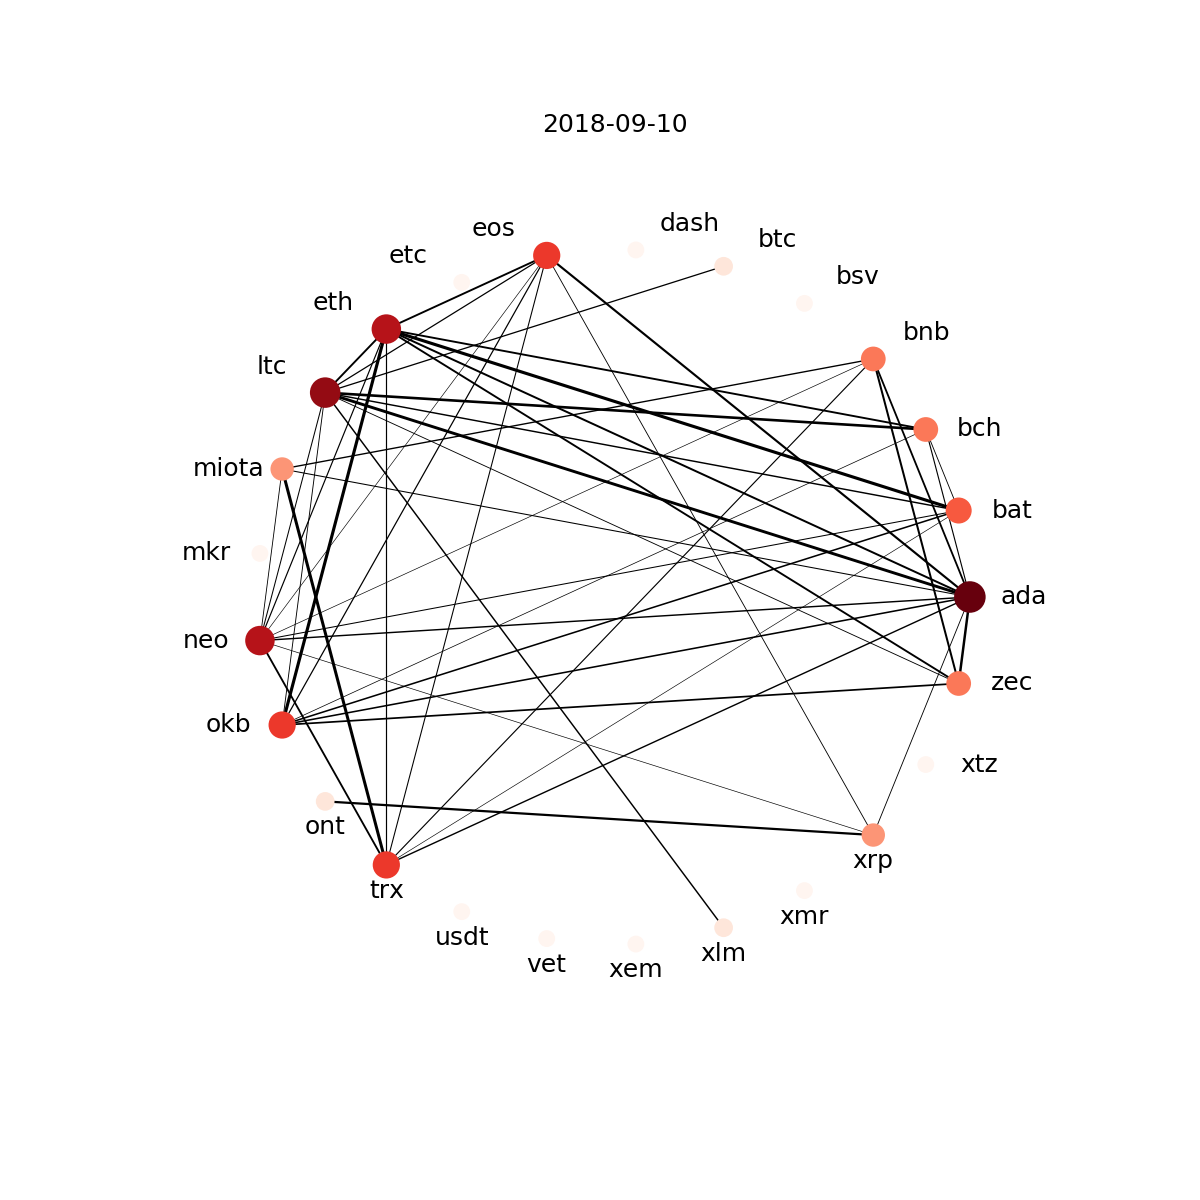 2018-09-10
dash
eos
btc
etc
bsv
eth
bnb
ltc
bch
miota
bat
mkr
ada
neo
zec
okb
xtz
ont
xrp
trx
xmr
usdt
xlm
vet
xem